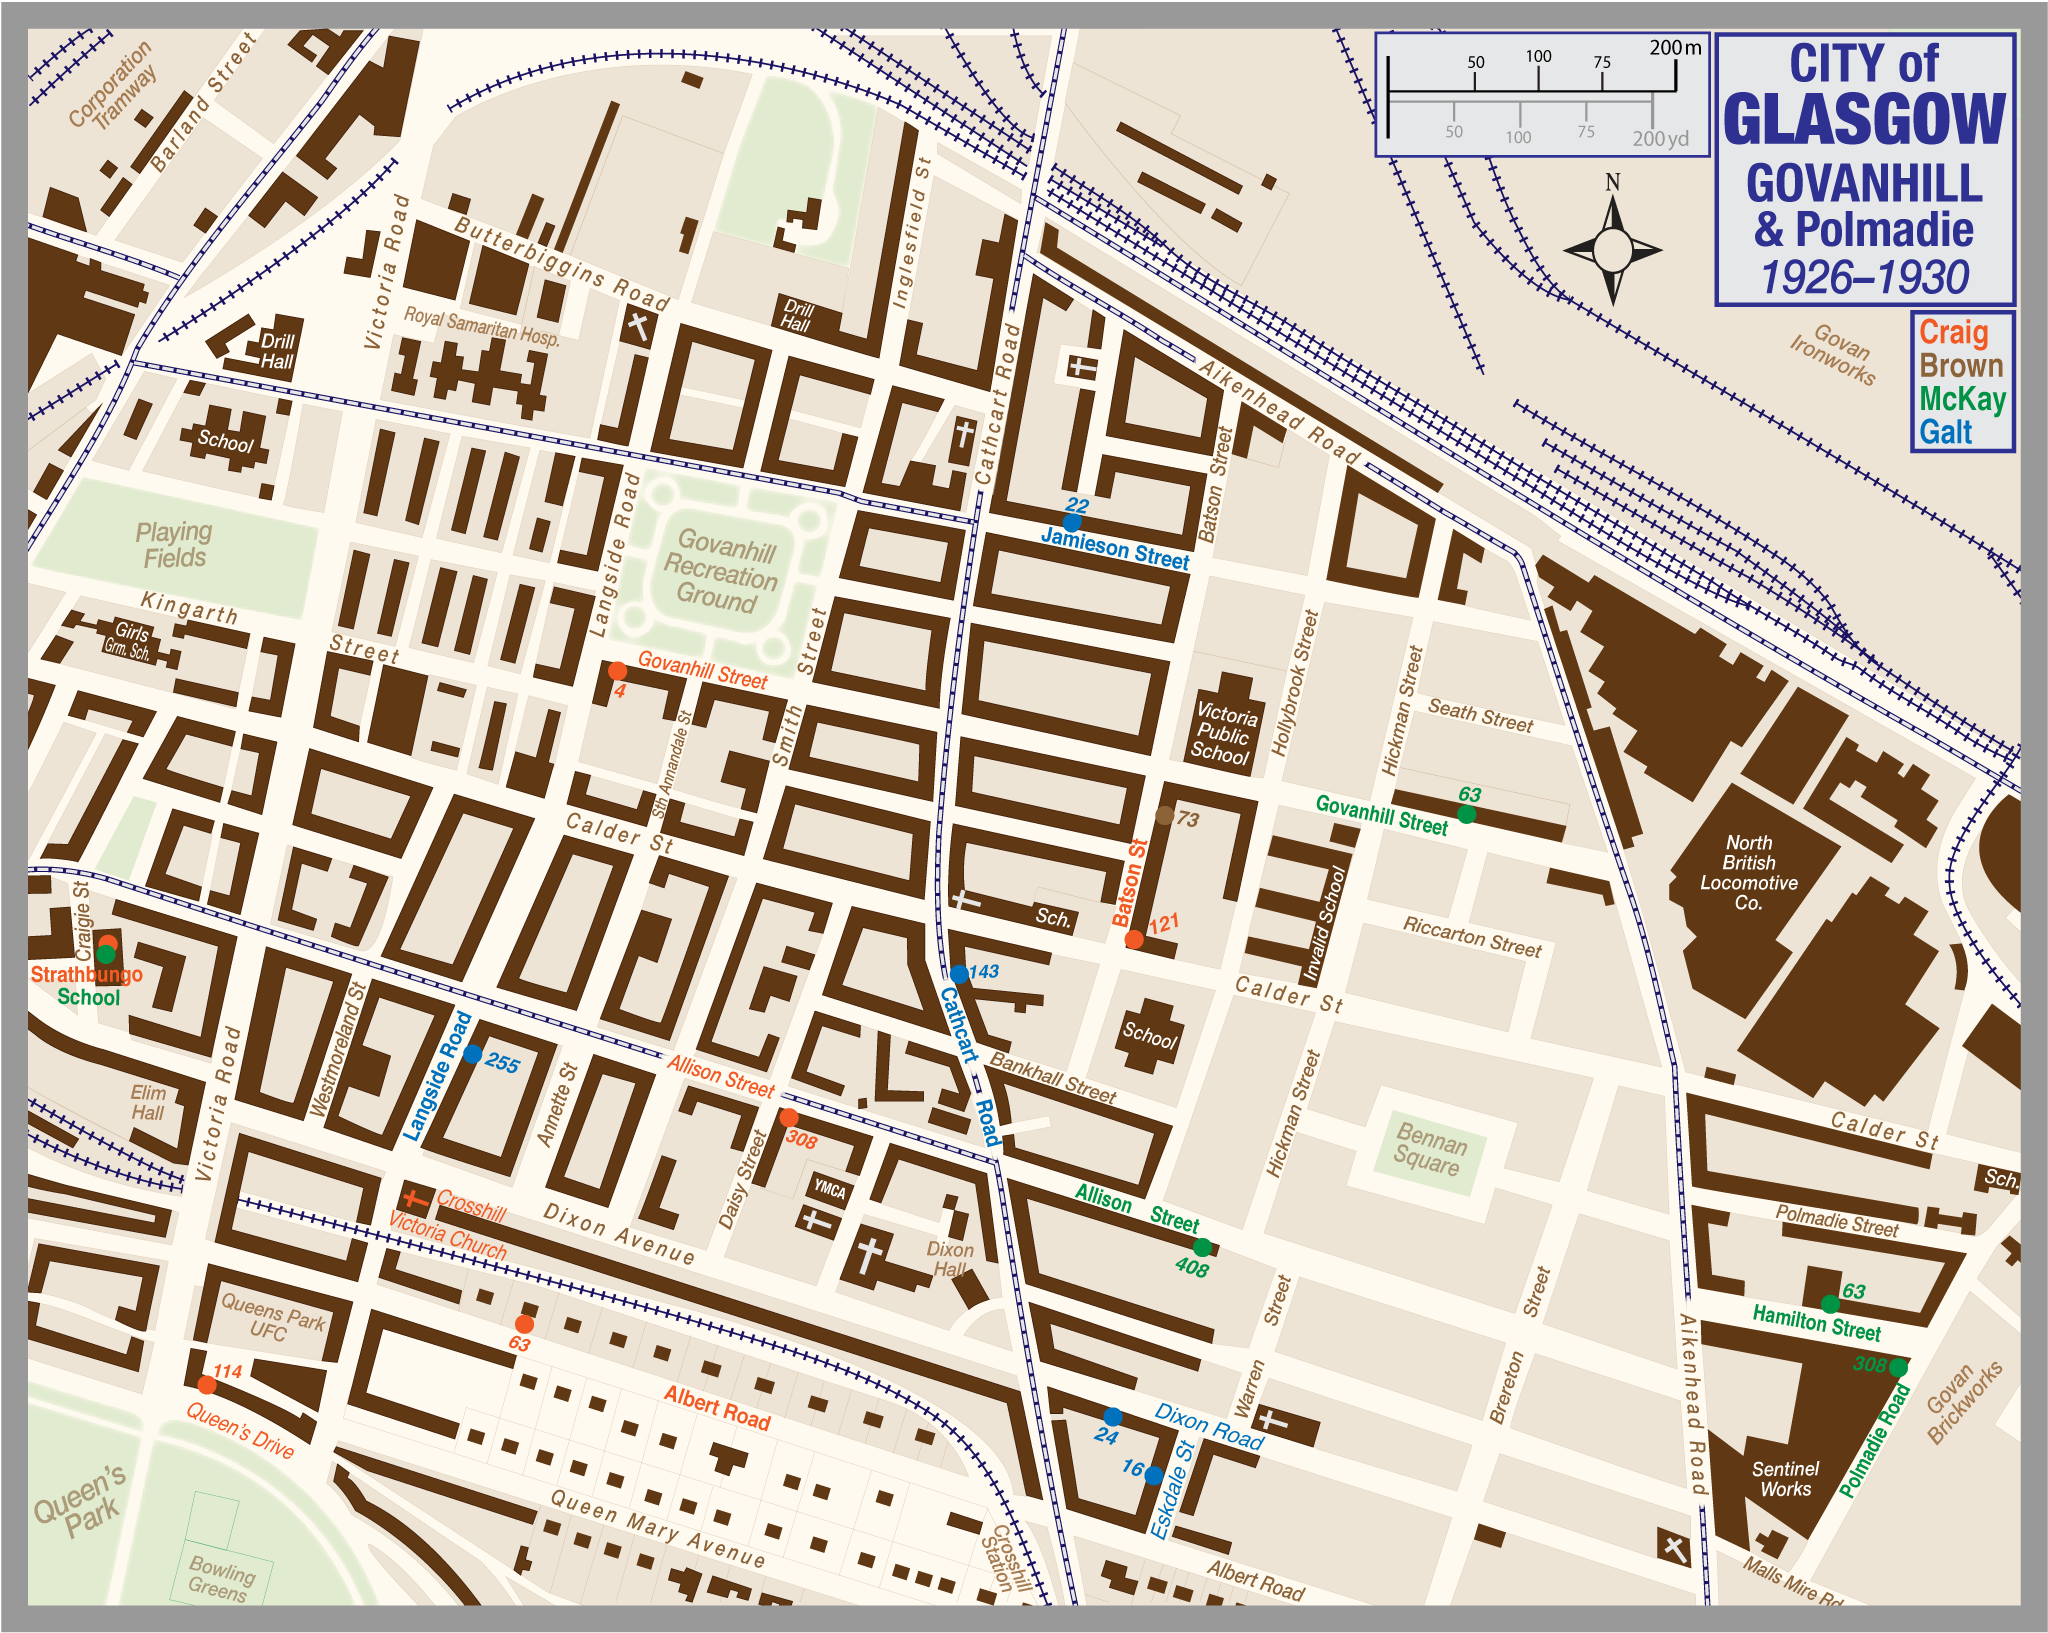 CITY of
GLASGOW
GOVANHILL
& Polmadie
1926–1930
Craig
Brown
McKay
Galt
50
100
75
200 m
50
100
75
200 yd
N
Corporation
Tramway
Barland Street
Victoria Road
Butterbiggins Road
Royal Samaritan Hosp.
Drill
Hall
Drill
Hall
Inglesfield St
Cathcart Road
Aikenhead Road
Govan
Ironworks
School
Playing
Fields
Langside Road
Govanhill
Recreation
Ground
22
Jamieson Street
Batson Street
Kingarth
Street
Girls
Grm. Sch.
Govanhill Street
4
Smith Street
Sth Annandale St
Hollybrook Street
Hickman Street
Victoria
Public
School
Seath Street
63
Govanhill Street
73
Calder St
North
British
Locomotive
Co.
Batson St
121
Sch.
Invalid School
Riccarton Street
Craigie St
Strathbungo
School
143
Cathcart
Road
Calder St
School
Westmoreland St
Langside Road
255
Annette St
Allison Street
308
Bankhall Street
Hickman Street
Bennan
Square
Elim
Hall
Victoria Road
Calder St
Sch.
YMCA
Daisy Street
Crosshill
Victoria Church
Dixon Avenue
Dixon
Hall
Allison Street
408
Polmadie Street
63
Hamilton Street
308
Polmadie Road
Govan
Brickworks
Queens Park
UFC
63
114
Queen's Drive
Albert Road
Warren Street
Brereton Street
Aikenhead Road
Dixon Road
24
16
Eskdale St
Sentinel
Works
Queen's
Park
Bowling
Greens
Queen Mary Avenue
Crosshill
Station
Albert Road
Malls Mire Rd